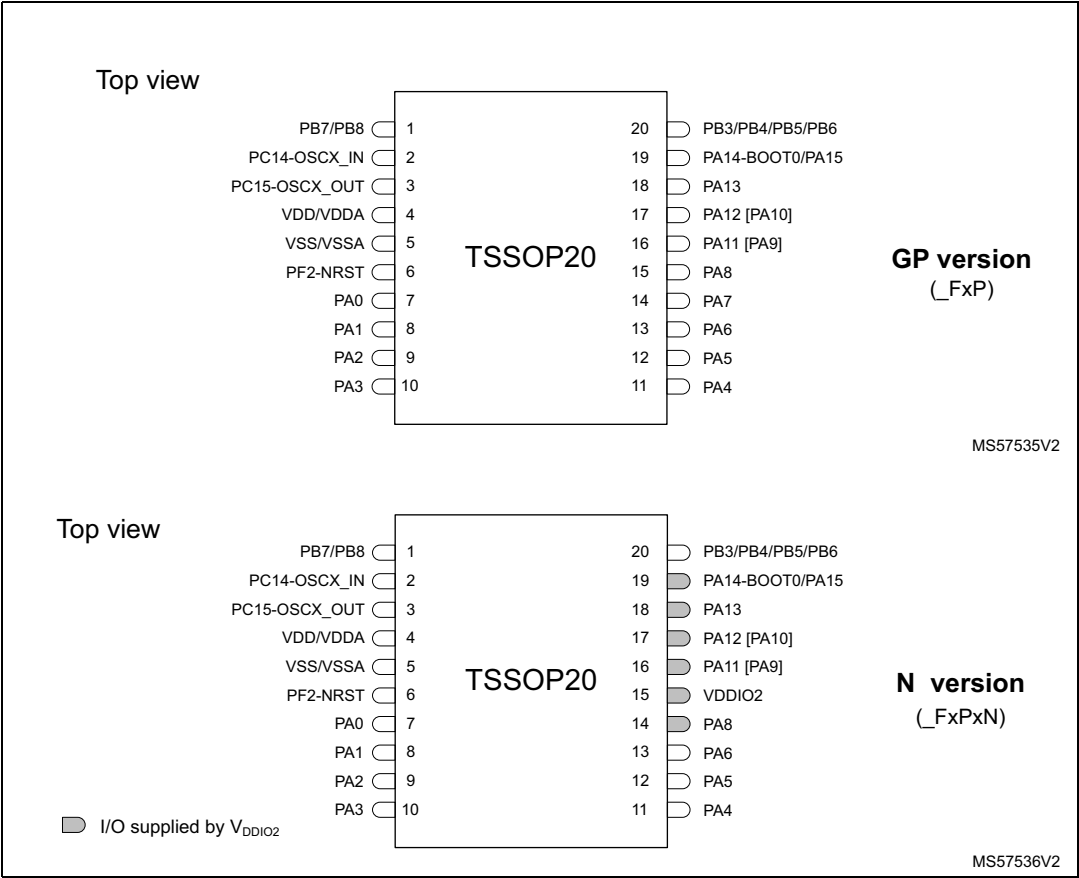 Top view
PB7/PB8 1 20 PB3/PB4/PB5/PB6
PC14-OSCX_IN 2 19 PA14-BOOT0/PA15
PC15-OSCX_OUT 3 18 PA13
VDD/VDDA 4 17 PA12 [PA10]
VSS/VSSA 5 16 PA11 [PA9]
TSSOP20
GP version
PF2-NRST 6 15 PA8
(_FxP)
PA0 7 14 PA7
PA1 8 13 PA6
PA2 9 12 PA5
PA3 10 11 PA4
MS57535V2
Top view
PB7/PB8 1 20 PB3/PB4/PB5/PB6
PC14-OSCX_IN 2 19 PA14-BOOT0/PA15
PC15-OSCX_OUT 3 18 PA13
VDD/VDDA 4 17 PA12 [PA10]
VSS/VSSA 5 16 PA11 [PA9]
TSSOP20
N version
PF2-NRST 6 15 VDDIO2
(_FxPxN)
PA0 7 14 PA8
PA1 8 13 PA6
PA2 9 12 PA5
PA3 10 11 PA4
I/O supplied by VDDIO2
MS57536V2